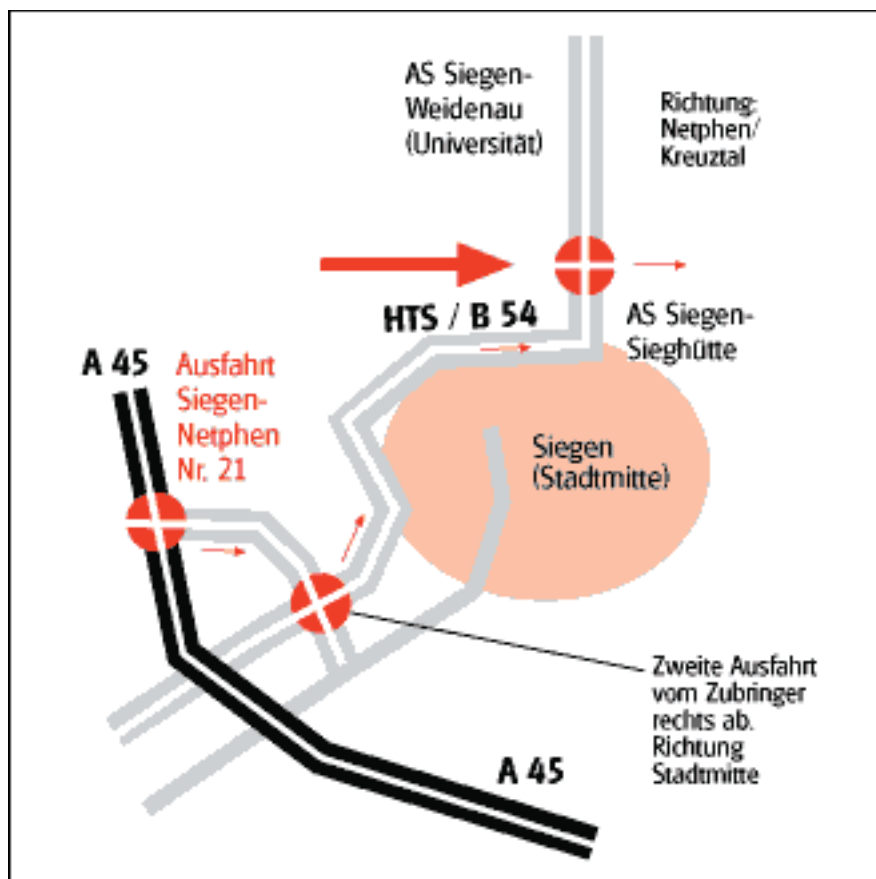 AS Siegen-
Weidenau
(Universität)
Richtung:
Netphen/
Kreuztal
HTS / B 54
AS Siegen-
Sieghütte
A 45
Ausfahrt
Siegen-
Netphen
Nr. 21
Siegen
(Stadtmitte)
Zweite Ausfahrt
vom Zubringer
rechts ab.
Richtung
Stadtmitte
A 45